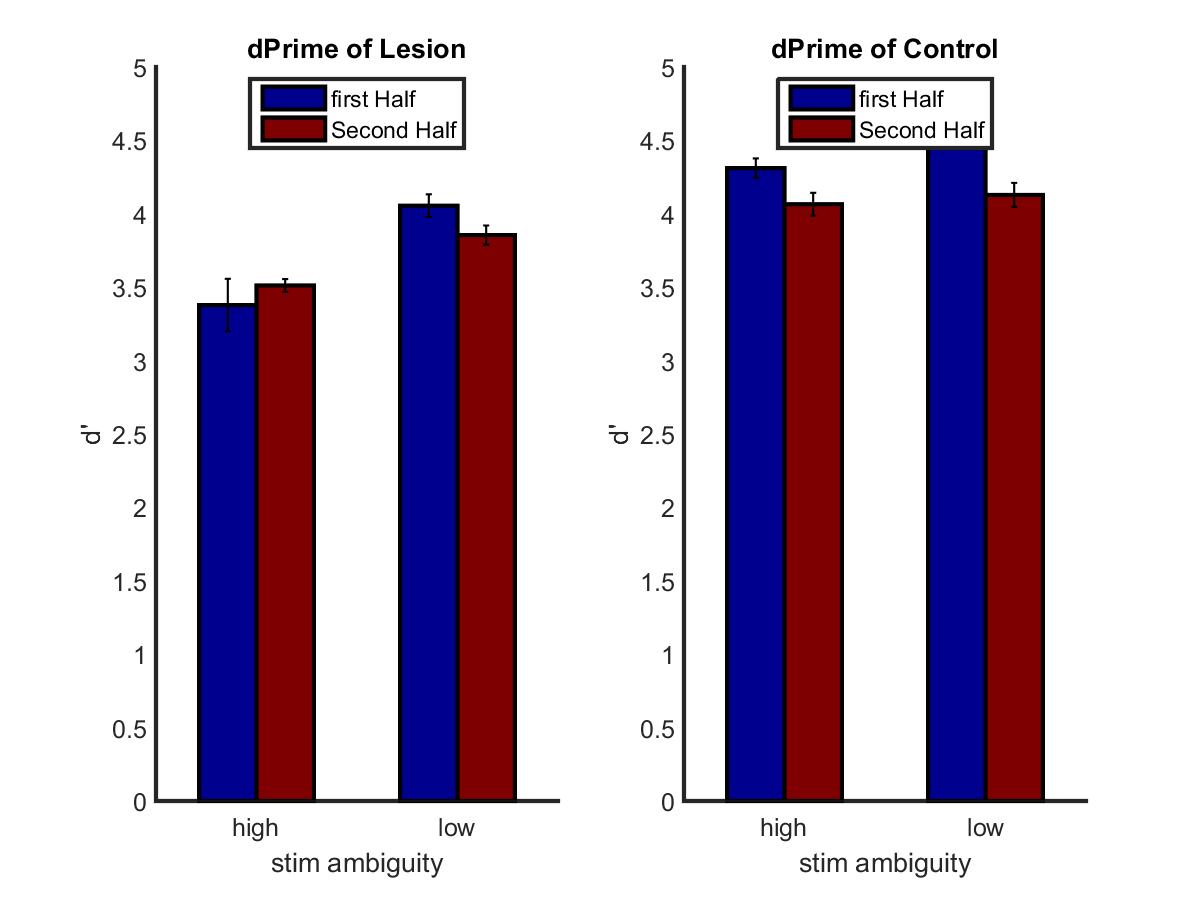 dPrime of Lesion
5
4.5
4
3.5
3
2.5
2
1.5
1
0.5
0
d'
first Half
Second Half
high
low
stim ambiguity
dPrime of Control
5
4.5
4
3.5
3
2.5
2
1.5
1
0.5
0
d'
first Half
Second Half
high
low
stim ambiguity